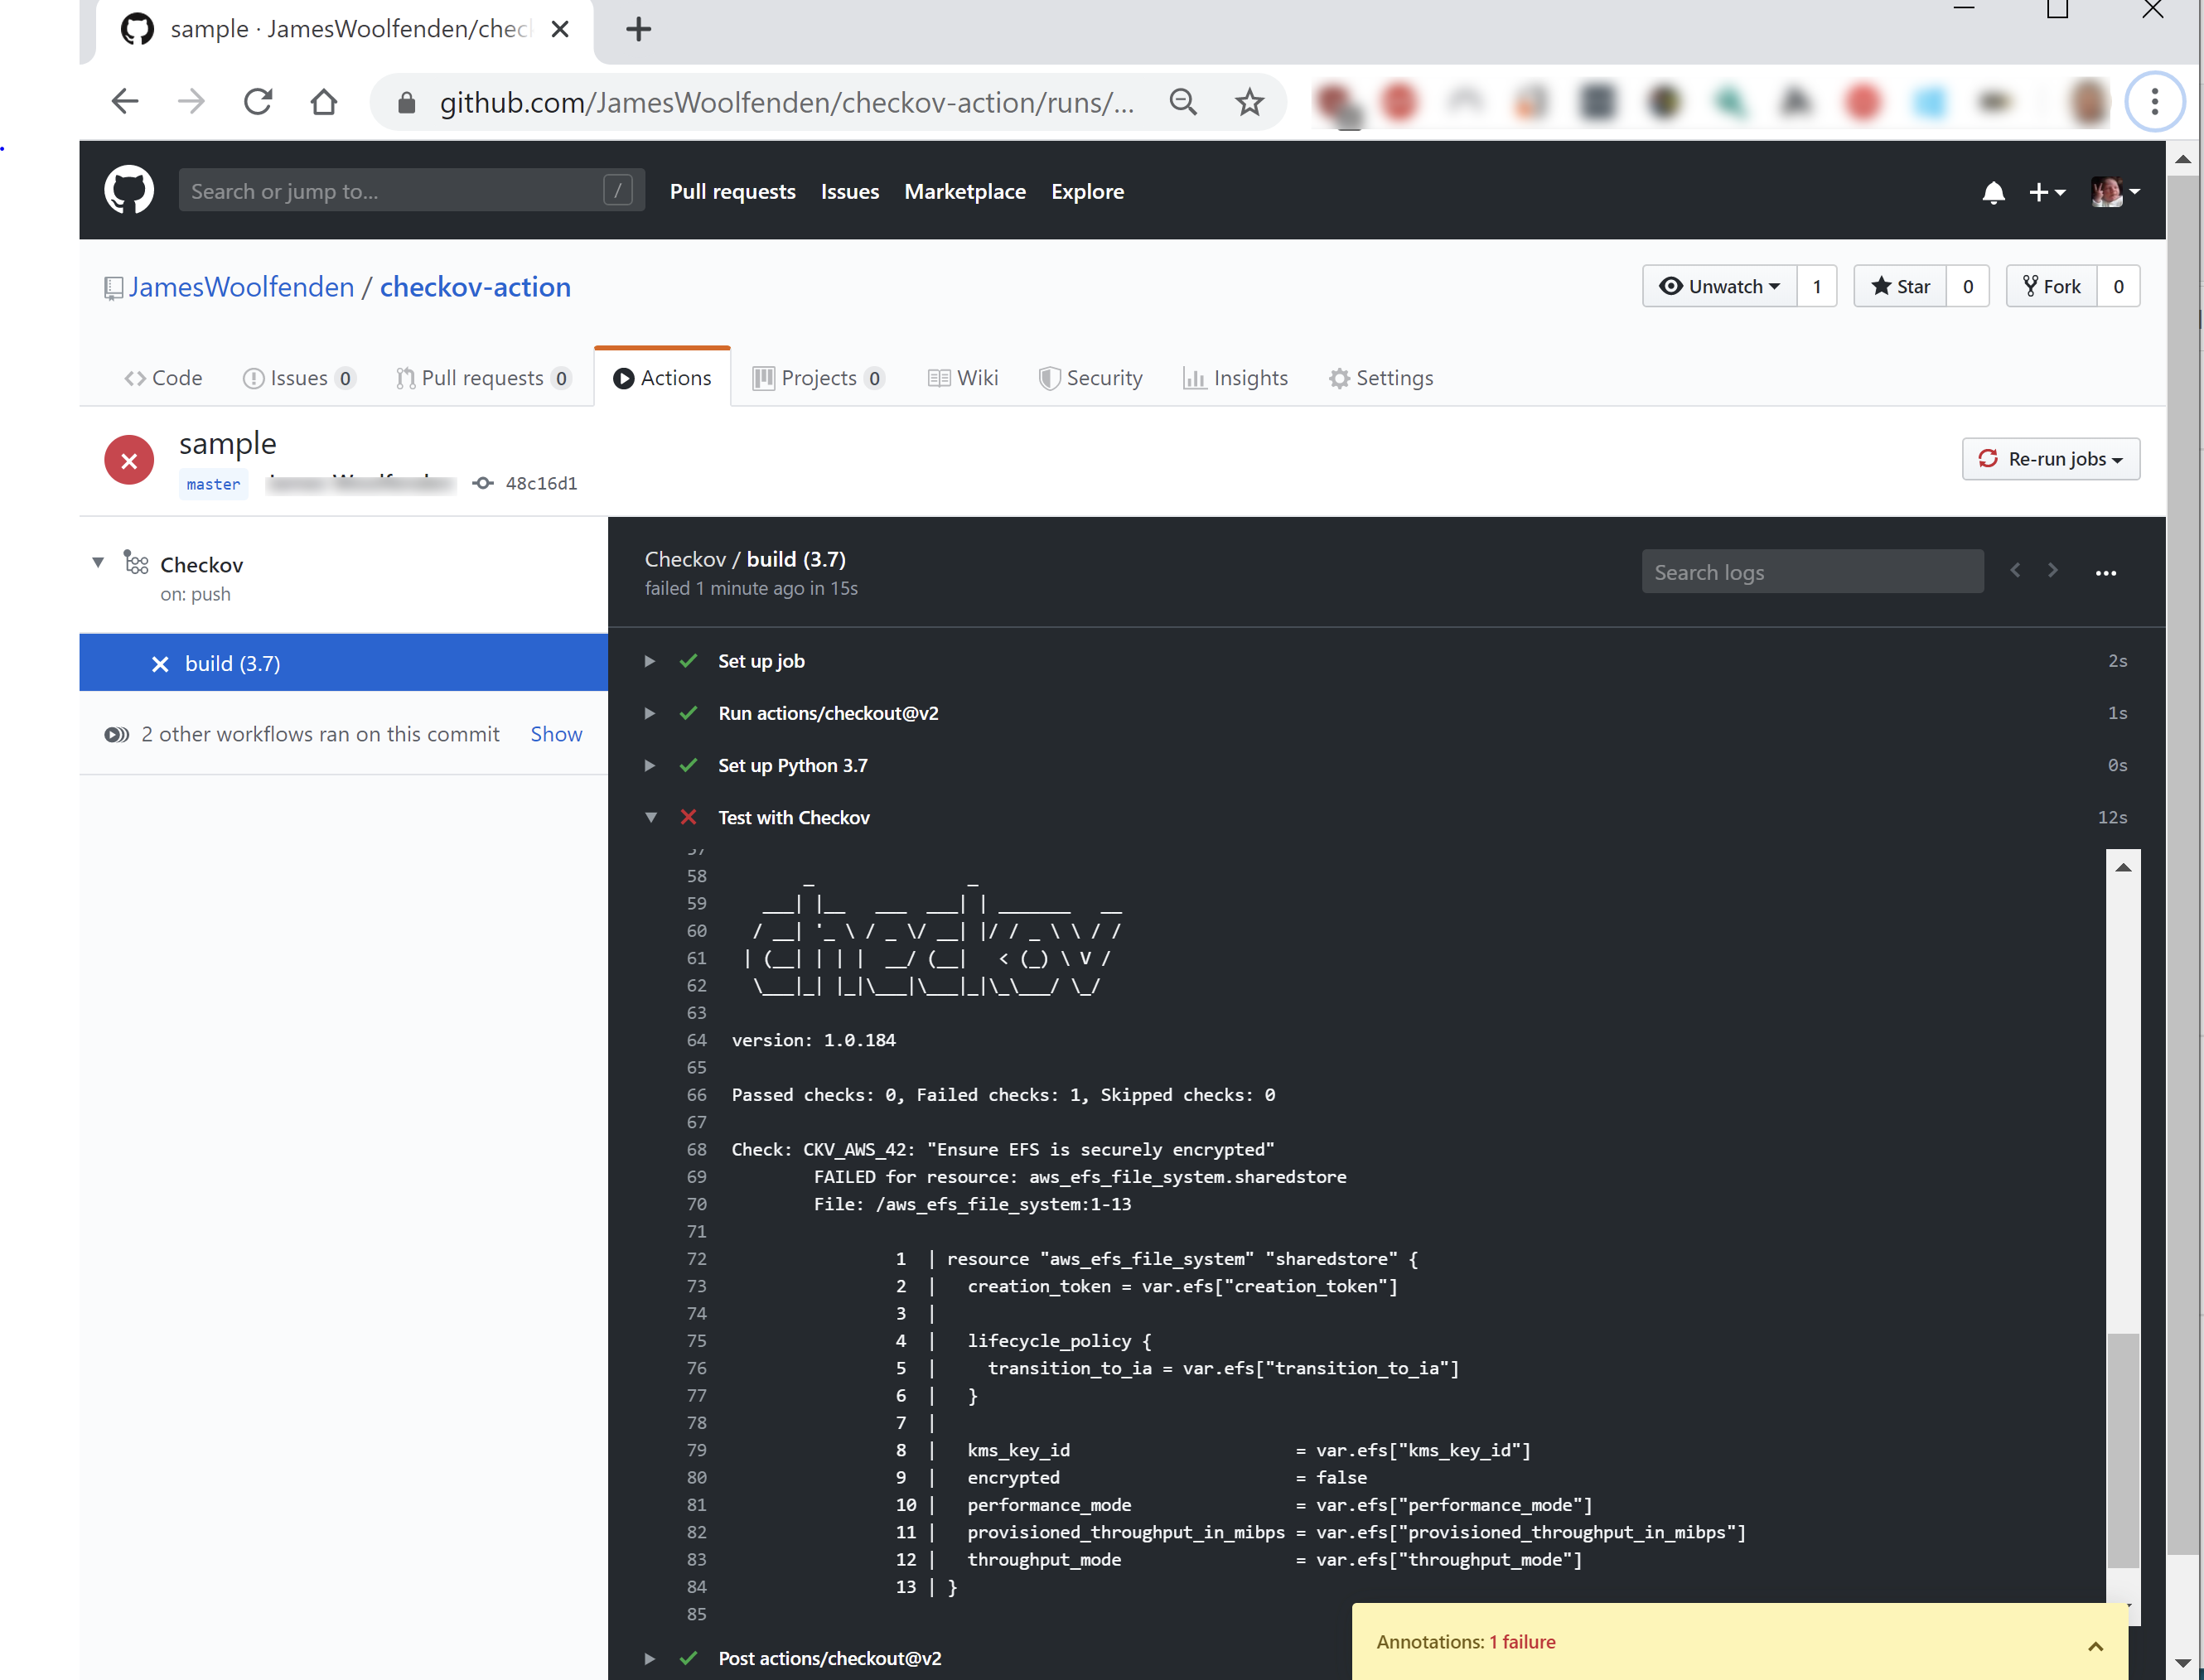 sample · JamesWoolfenden/chec
github.com/JamesWoolfenden/checkov-action/runs/...
Search or jump to... /
Pull requests Issues Marketplace Explore
JamesWoolfenden / checkov-action
Unwatch 1 Star 0 Fork 0
Code Issues 0 Pull requests 0 Actions Projects 0 Wiki Security Insights Settings
sample
master 48c16d1
Re-run jobs
Checkov
on: push
build (3.7)
2 other workflows ran on this commit Show
Checkov / build (3.7)
failed 1 minute ago in 15s
Search logs
Set up job 2s
Run actions/checkout@v2 1s
Set up Python 3.7 0s
Test with Checkov 12s
57
58        _               _
59    ___| |__   ___  ___| | _______   __
60   / __| '_ \ / _ \/ __| |/ / _ \ \ / /
61  | (__| | | |  __/ (__|   < (_) \ V /
62   \___|_| |_|\___|\___|_|\_\___/ \_/
63
64 version: 1.0.184
65
66 Passed checks: 0, Failed checks: 1, Skipped checks: 0
67
68 Check: CKV_AWS_42: "Ensure EFS is securely encrypted"
69         FAILED for resource: aws_efs_file_system.sharedstore
70         File: /aws_efs_file_system:1-13
71
72                 1  | resource "aws_efs_file_system" "sharedstore" {
73                 2  |   creation_token = var.efs["creation_token"]
74                 3  |
75                 4  |   lifecycle_policy {
76                 5  |     transition_to_ia = var.efs["transition_to_ia"]
77                 6  |   }
78                 7  |
79                 8  |   kms_key_id                      = var.efs["kms_key_id"]
80                 9  |   encrypted                       = false
81                 10 |   performance_mode                = var.efs["performance_mode"]
82                 11 |   provisioned_throughput_in_mibps = var.efs["provisioned_throughput_in_mibps"]
83                 12 |   throughput_mode                 = var.efs["throughput_mode"]
84                 13 | }
85
Post actions/checkout@v2
Annotations: 1 failure